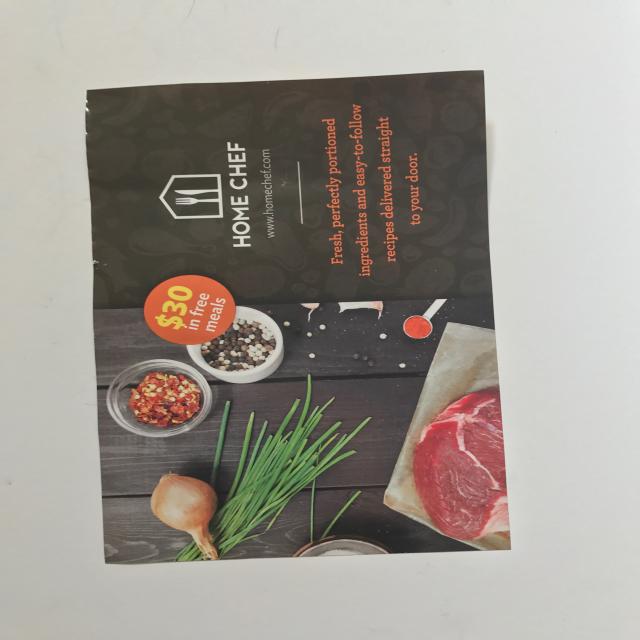 HOME CHEF
www.homechef.com
Fresh, perfectly portioned
ingredients and easy-to-follow
recipes delivered straight
to your door.
$30
in free
meals